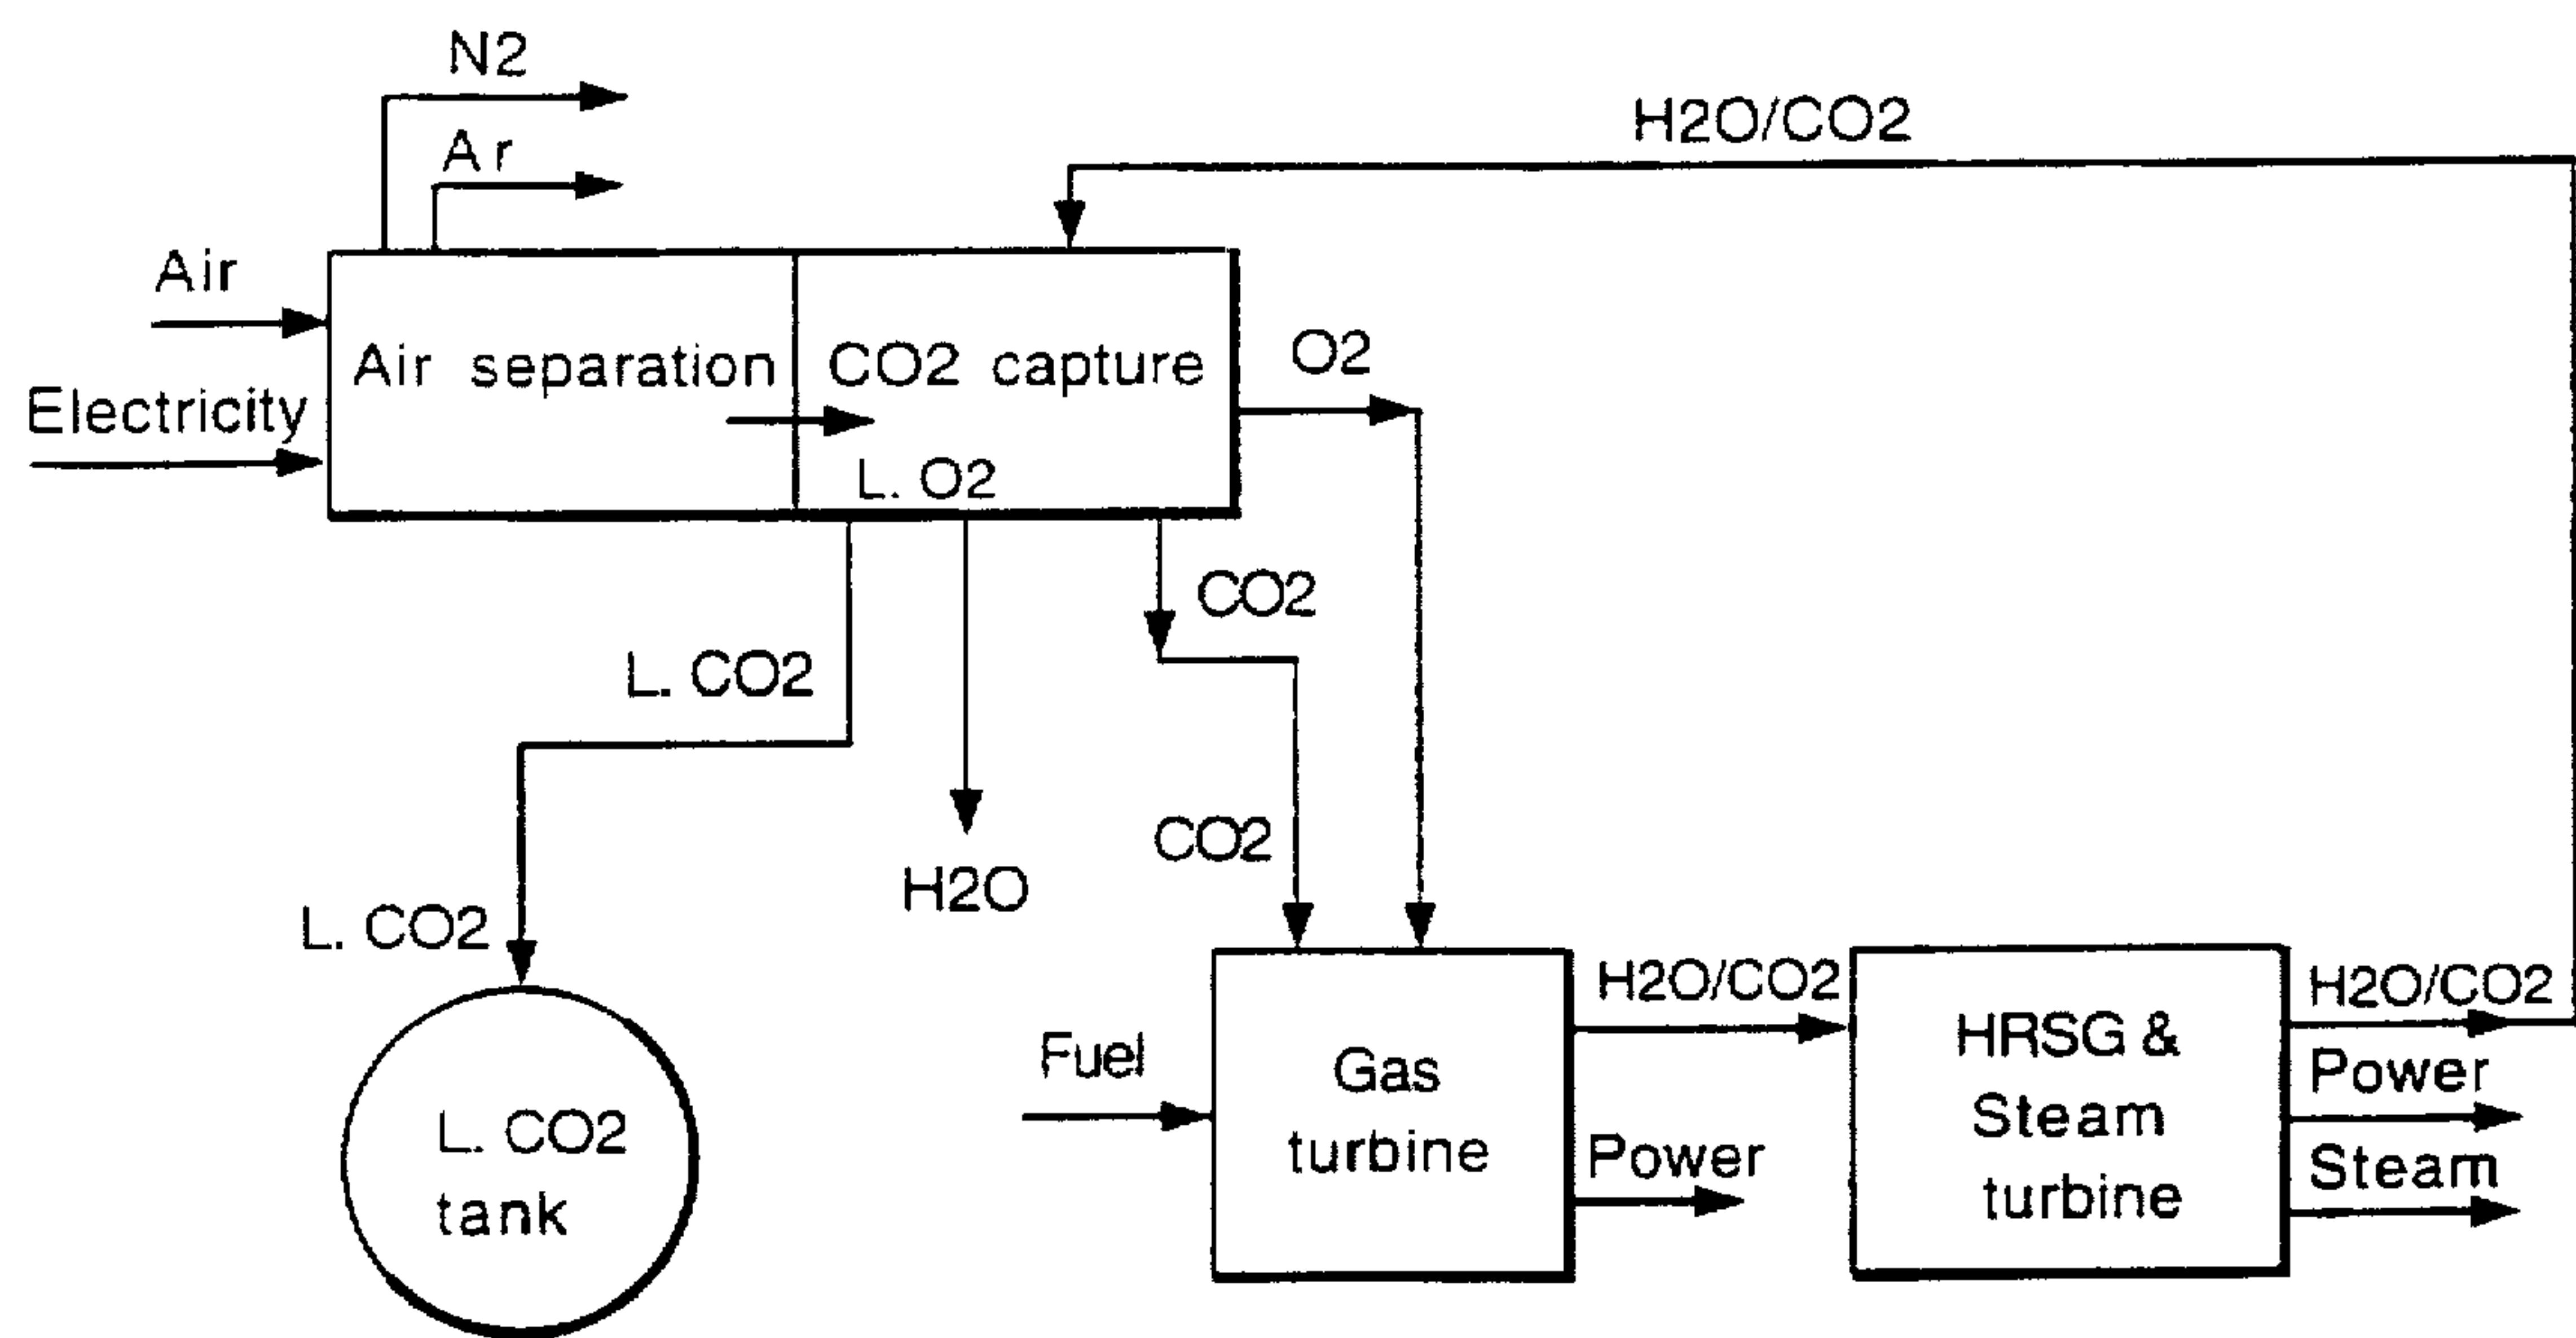 N2
Ar
H2O/CO2
Air
Electricity
Air separation
CO2 capture
L. O2
O2
CO2
L. CO2
CO2
H2O
L. CO2
L. CO2
tank
Fuel
Gas
turbine
H2O/CO2
Power
HRSG &
Steam
turbine
H2O/CO2
Power
Steam